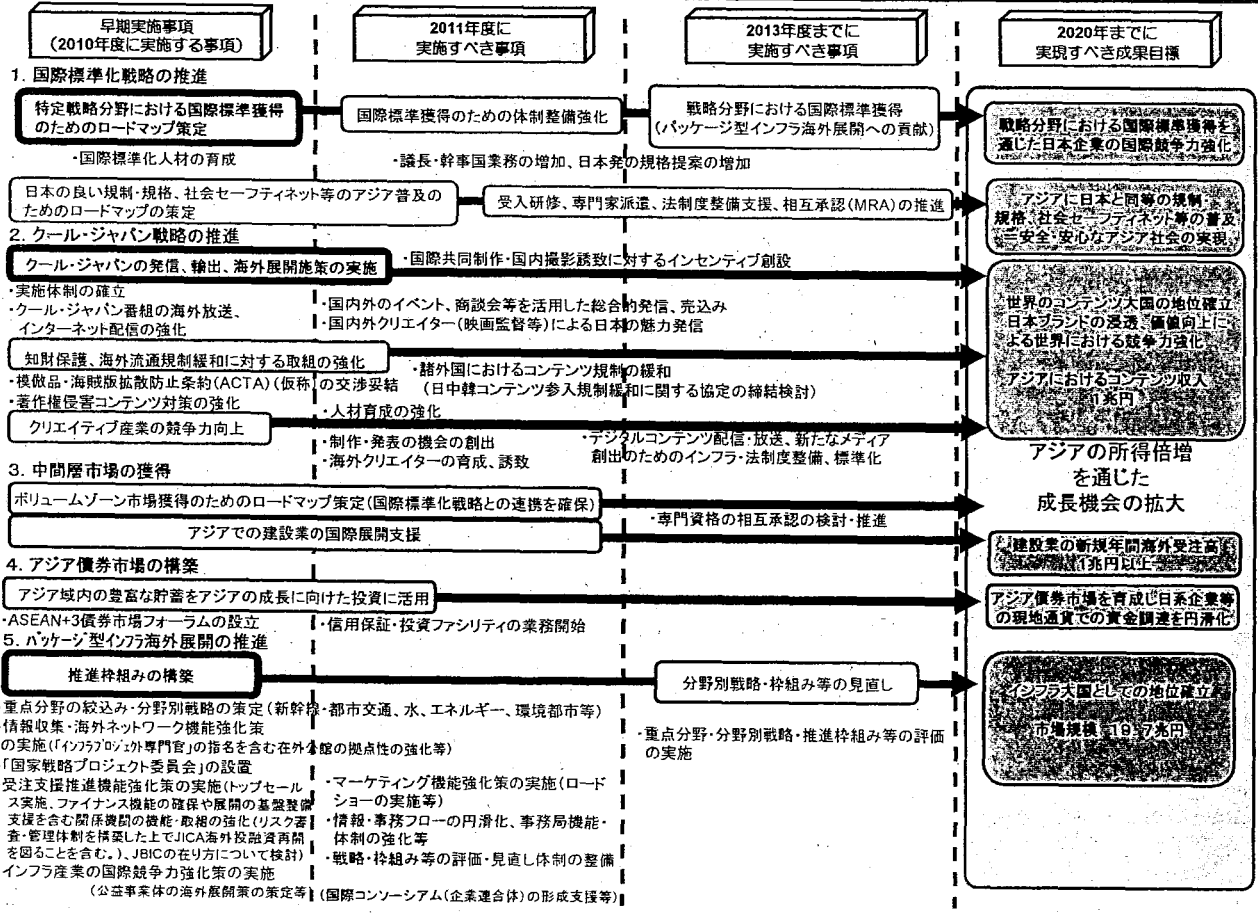 早期実施事項
(2010年度に実施する事項)
2011年度に
実施すべき事項
2013年度までに
実施すべき事項
2020年までに
実現すべき成果目標
1. 国際標準化戦略の推進
特定戦略分野における国際標準獲得
のためのロードマップ策定
国際標準獲得のための体制整備強化
戦略分野における国際標準獲得
(パッケージ型インフラ海外展開への貢献)
戦略分野における国際標準獲得を
通じた日本企業の国際競争力強化
・国際標準化人材の育成
・議長・幹事国業務の増加、日本発の規格提案の増加
日本の良い規制・規格、社会セーフティネット等のアジア普及の
ためのロードマップの策定
受入研修、専門家派遣、法制度整備支援、相互承認(MRA)の推進
アジアに日本と同等の規制・
規格、社会セーフティネット等の普及
=安全・安心なアジア社会の実現
2. クール・ジャパン戦略の推進
クール・ジャパンの発信、輸出、海外展開施策の実施
・国際共同制作・国内撮影誘致に対するインセンティブ創設
・実施体制の確立
・クール・ジャパン番組の海外放送、
インターネット配信の強化
・国内外のイベント、商談会等を活用した総合的発信、売込み
・国内外クリエイター(映画監督等)による日本の魅力発信
世界のコンテンツ大国の地位確立
日本ブランドの浸透、価値向上に
よる世界における競争力強化
アジアにおけるコンテンツ収入
1兆円
知財保護、海外流通規制緩和に対する取組の強化
・諸外国におけるコンテンツ規制の緩和
(日中韓コンテンツ参入規制緩和に関する協定の締結検討)
・模倣品・海賊版拡散防止条約(ACTA)(仮称)の交渉妥結
・著作権侵害コンテンツ対策の強化
クリエイティブ産業の競争力向上
・人材育成の強化
・制作・発表の機会の創出
・海外クリエイターの育成、誘致
・デジタルコンテンツ配信・放送、新たなメディア
創出のためのインフラ・法制度整備、標準化
アジアの所得倍増
を通じた
成長機会の拡大
3. 中間層市場の獲得
ボリュームゾーン市場獲得のためのロードマップ策定(国際標準化戦略との連携を確保)
・専門資格の相互承認の検討・推進
アジアでの建設業の国際展開支援
建設業の新規年間海外受注高
1兆円以上
4. アジア債券市場の構築
アジア域内の豊富な貯蓄をアジアの成長に向けた投資に活用
アジア債券市場を育成し日系企業等
の現地通貨での資金調達を円滑化
・ASEAN+3債券市場フォーラムの設立
・信用保証・投資ファシリティの業務開始
5. パッケージ型インフラ海外展開の推進
推進枠組みの構築
分野別戦略・枠組み等の見直し
インフラ大国としての地位確立
市場規模 19.7兆円
・重点分野の絞込み・分野別戦略の策定(新幹線・都市交通、水、エネルギー、環境都市等)
・情報収集・海外ネットワーク機能強化策
の実施(「インフラプロジェクト専門官」の指名を含む在外公館の拠点性の強化等)
・「国家戦略プロジェクト委員会」の設置
受注支援推進機能強化策の実施(トップセール
ス実施、ファイナンス機能の確保や展開の基盤整備
支援を含む関係機関の機能・取組の強化(リスク審
査・管理体制を構築した上でJICA海外投融資再開
を図ることを含む。)、JBICの在り方について検討)
インフラ産業の国際競争力強化策の実施
(公益事業体の海外展開策の策定等)
・マーケティング機能強化策の実施(ロード
ショーの実施等)
・情報・事務フローの円滑化、事務局機能・
体制の強化等
・戦略・枠組み等の評価・見直し体制の整備
(国際コンソーシアム(企業連合体)の形成支援等)
・重点分野・分野別戦略・推進枠組み等の評価
の実施